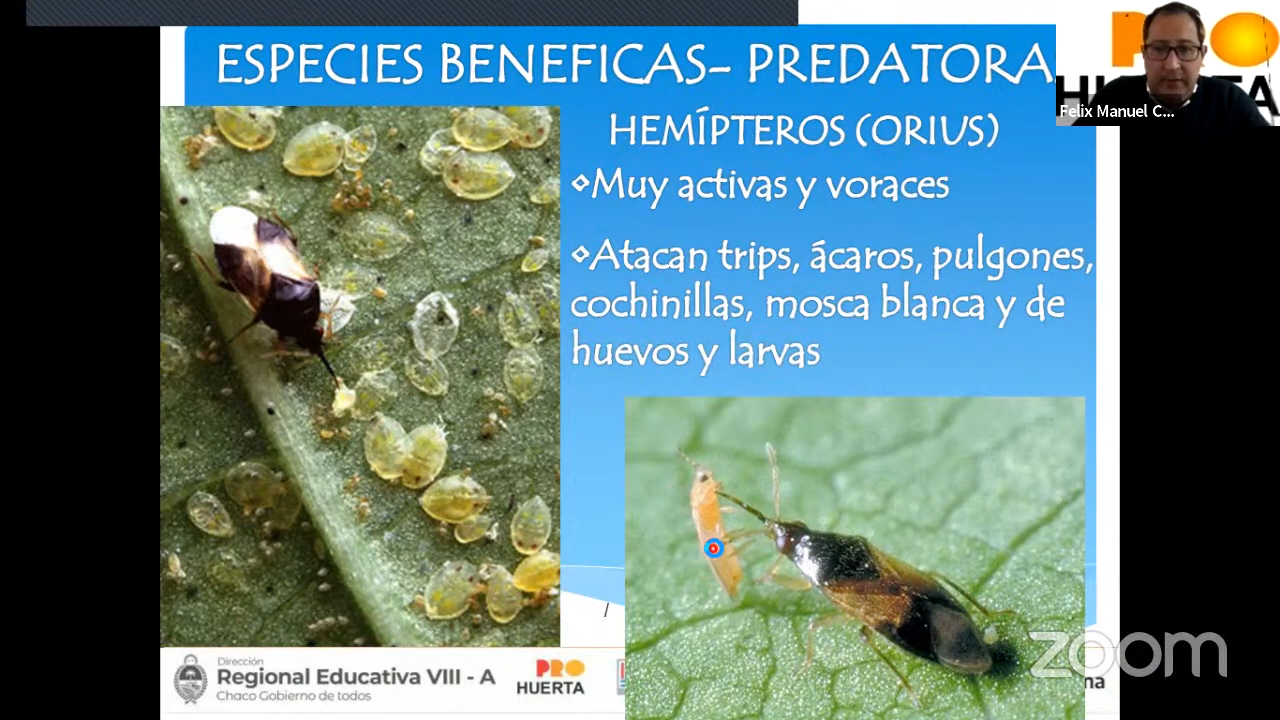 ESPECIES BENEFICAS- PREDATORA
HEMÍPTEROS (ORIUS)
Muy activas y voraces
Atacan trips, ácaros, pulgones,
cochinillas, mosca blanca y de
huevos y larvas
PRO
Felix Manuel C...
Dirección
Regional Educativa VIII - A
Chaco Gobierno de todos
PRO
HUERTA
zoom